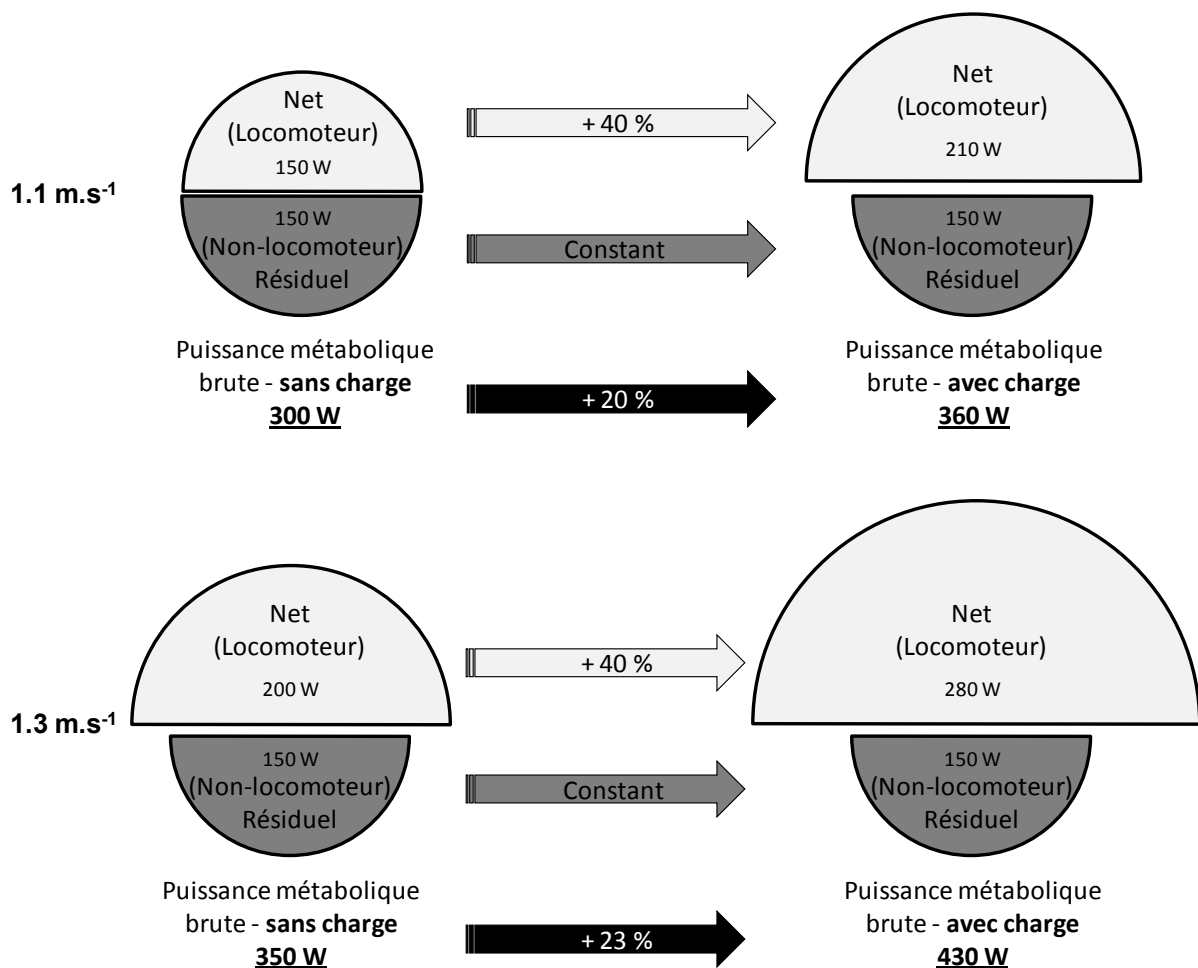 Net
(Locomoteur)
150 W
+ 40 %
Net
(Locomoteur)
210 W
1.1 m.s-1
150 W
(Non-locomoteur)
Résiduel
Constant
150 W
(Non-locomoteur)
Résiduel
Puissance métabolique
brute - sans charge
300 W
+ 20 %
Puissance métabolique
brute - avec charge
360 W
Net
(Locomoteur)
200 W
+ 40 %
Net
(Locomoteur)
280 W
1.3 m.s-1
150 W
(Non-locomoteur)
Résiduel
Constant
150 W
(Non-locomoteur)
Résiduel
Puissance métabolique
brute - sans charge
350 W
+ 23 %
Puissance métabolique
brute - avec charge
430 W